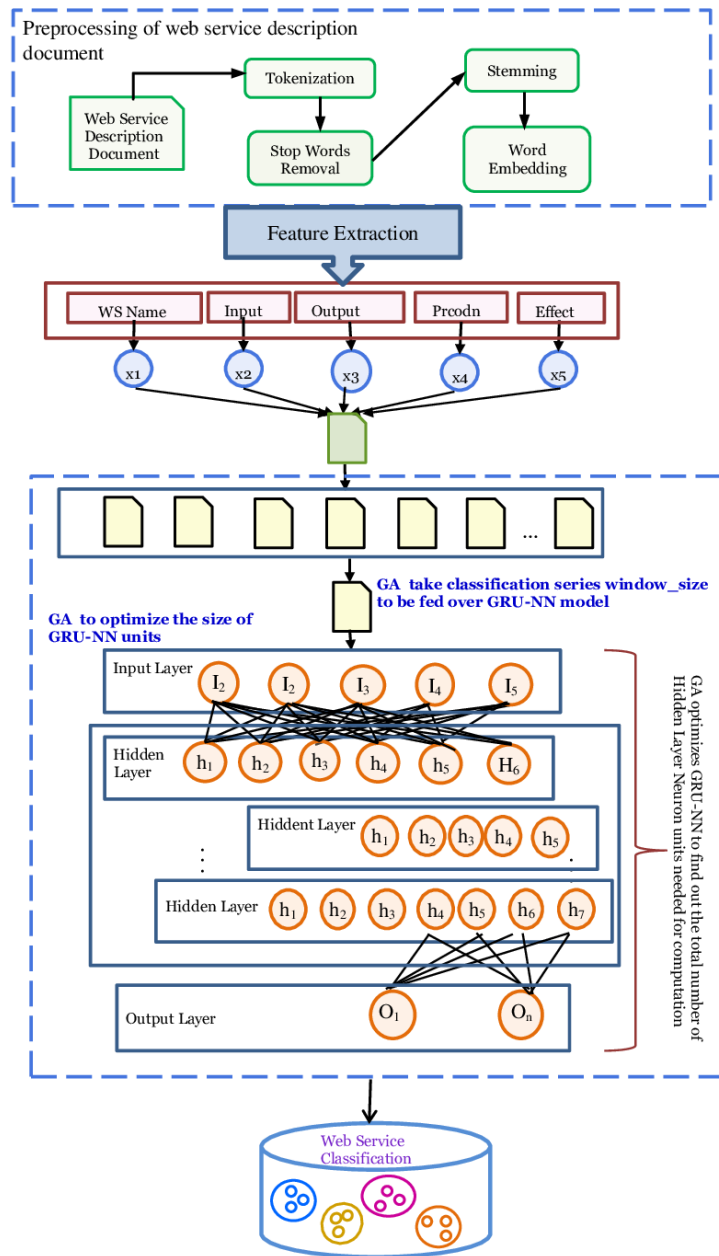 Preprocessing of web service description
document
Tokenization
Stemming
Web Service
Description
Document
Stop Words
Removal
Word
Embedding
Feature Extraction
WS Name
Input
Output
Prcodn
Effect
x1
x2
x3
x4
x5
...
GA take classification series window_size
to be fed over GRU-NN model
GA to optimize the size of
GRU-NN units
Input Layer
I2
I2
I3
I4
I5
Hidden
Layer
h1
h2
h3
h4
h5
H6
Hiddent Layer
h1
h2
h3
h4
h5
Hidden Layer
h1
h2
h3
h4
h5
h6
h7
Output Layer
O1
On
GA optimizes GRU-NN to find out the total number of
Hidden Layer Neuron units needed for computation
Web Service
Classification